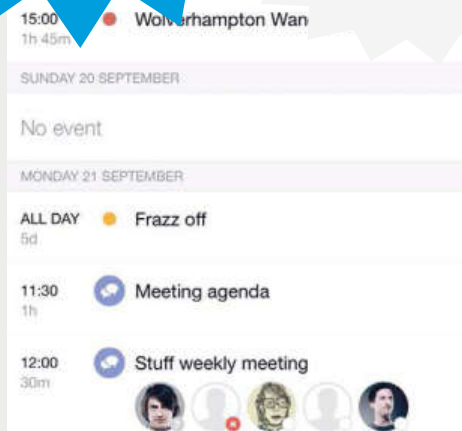 15:00 Wolverhampton Wan
1h 45m
SUNDAY 20 SEPTEMBER
No event
MONDAY 21 SEPTEMBER
ALL DAY Frazz off
5d
11:30 Meeting agenda
1h
12:00 Stuff weekly meeting
30m